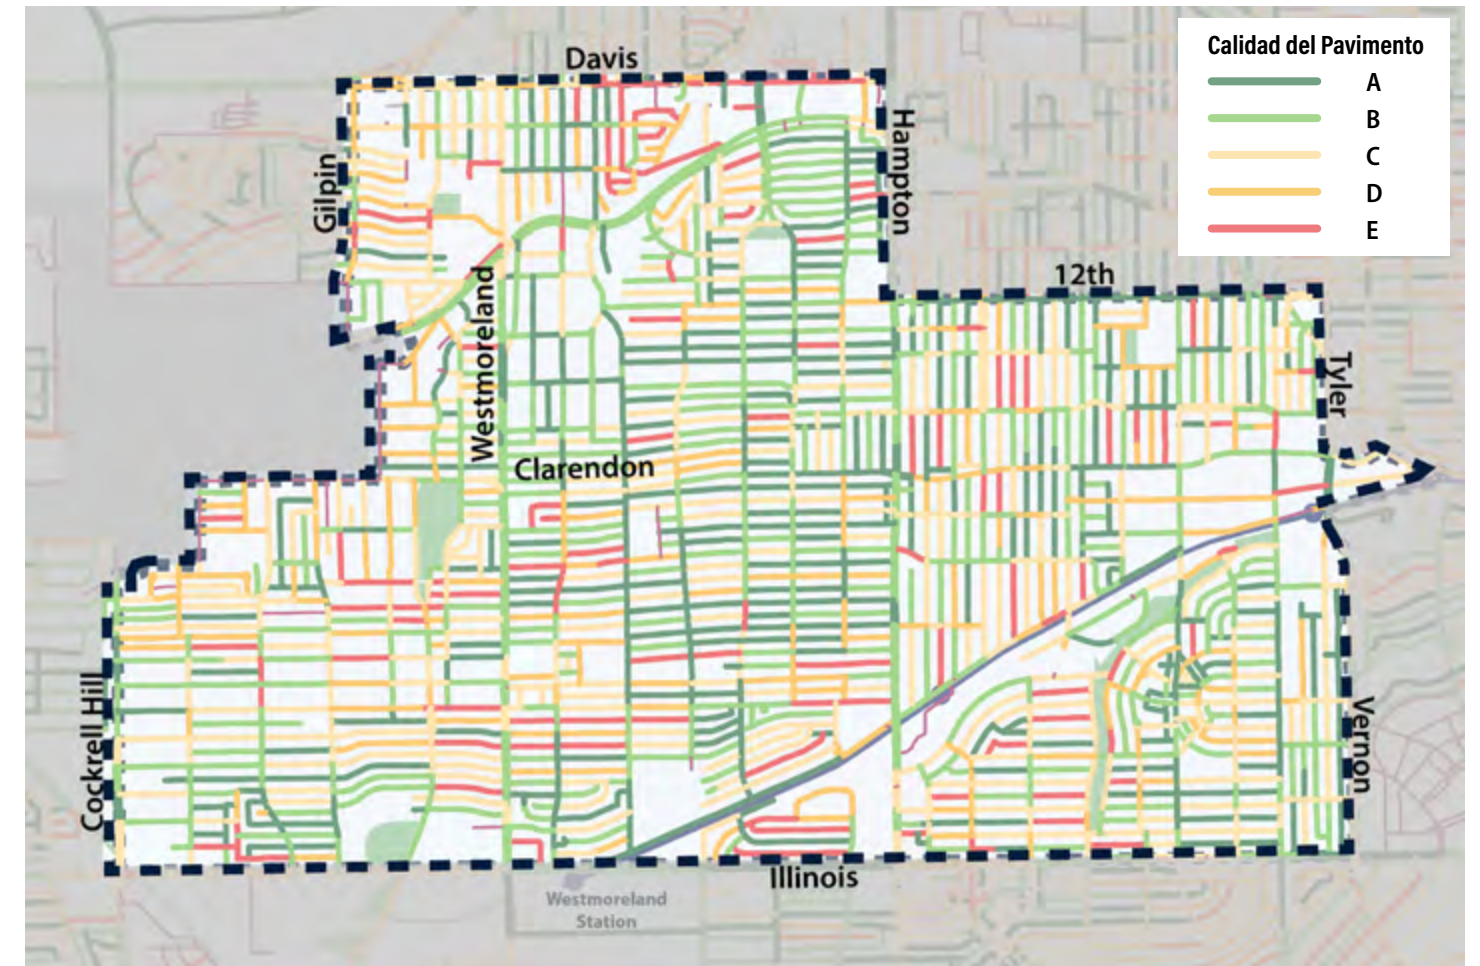 Calidad del Pavimento
A
B
C
D
E
Davis
Gilpin
Hampton
12th
Westmoreland
Tyler
Clarendon
Cockrell Hill
Vernon
Illinois
Westmoreland
Station